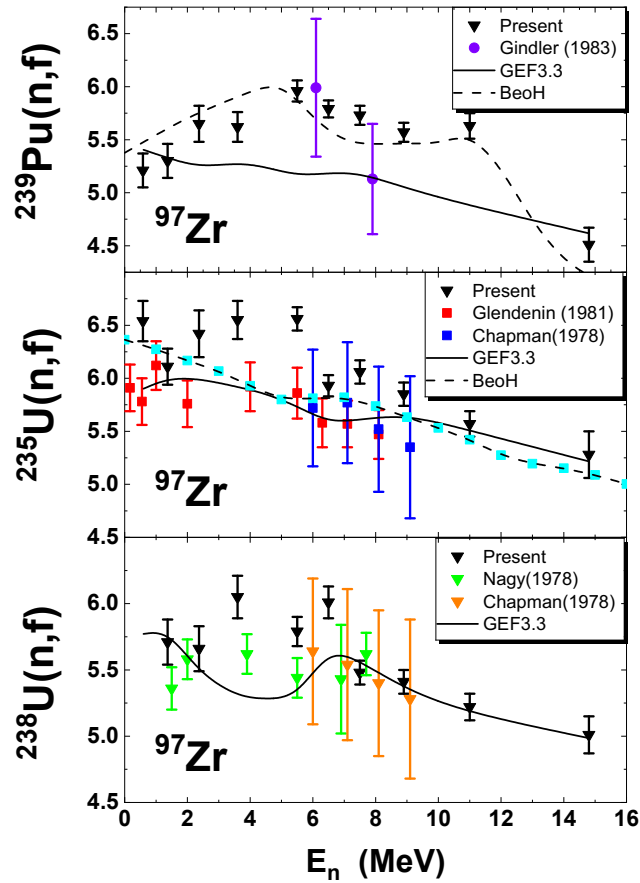 6.5
6.0
5.5
5.0
4.5
²³⁹Pu(n,f)
⁹⁷Zr
Present
Gindler (1983)
GEF3.3
BeoH
6.5
6.0
5.5
5.0
4.5
²³⁵U(n,f)
⁹⁷Zr
Present
Glendenin (1981)
Chapman(1978)
GEF3.3
BeoH
6.0
5.5
5.0
4.5
²³⁸U(n,f)
⁹⁷Zr
Present
Nagy(1978)
Chapman(1978)
GEF3.3
0 2 4 6 8 10 12 14 16
Eₙ (MeV)